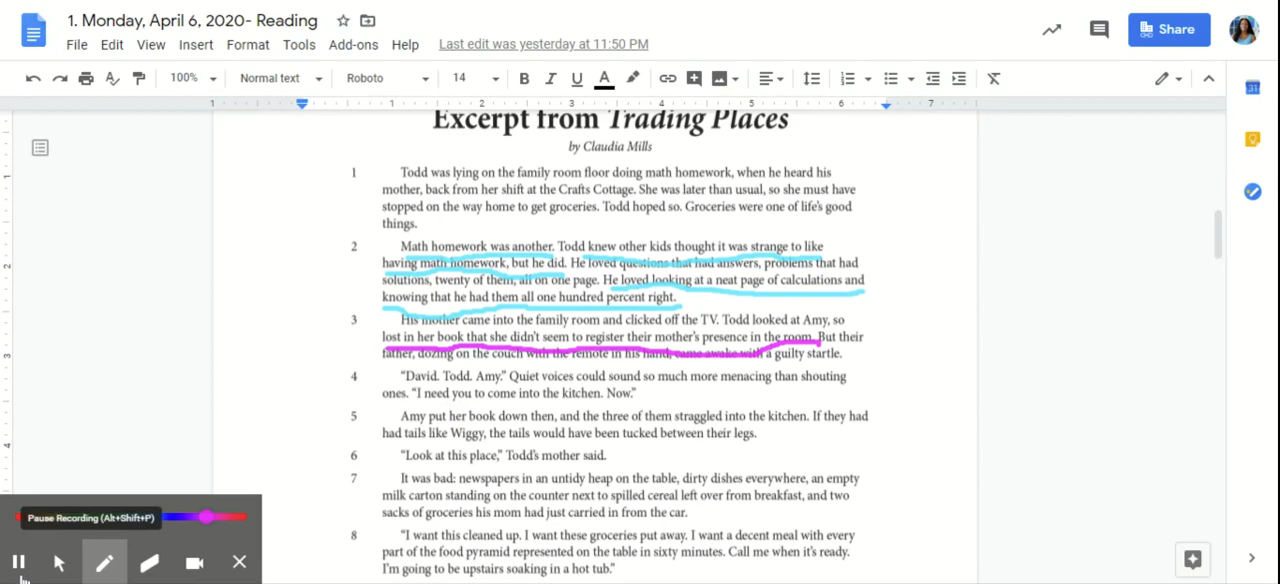 1. Monday, April 6, 2020- Reading
File Edit View Insert Format Tools Add-ons Help Last edit was yesterday at 11:50 PM
Share
100% Normal text Roboto 14 B I U A
1 1 2 3 4 5 6 7
31
Excerpt from Trading Places
by Claudia Mills
1 Todd was lying on the family room floor doing math homework, when he heard his
mother, back from her shift at the Crafts Cottage. She was later than usual, so she must have
stopped on the way home to get groceries. Todd hoped so. Groceries were one of life's good
things.
2 Math homework was another. Todd knew other kids thought it was strange to like
having math homework, but he did. He loved questions that had answers, problems that had
solutions, twenty of them, all on one page. He loved looking at a neat page of calculations and
knowing that he had them all one hundred percent right.
3 His mother came into the family room and clicked off the TV. Todd looked at Amy, so
lost in her book that she didn't seem to register their mother's presence in the room. But their
father, dozing on the couch with the remote in his hand, came awake with a guilty startle.
4 “David. Todd. Amy.” Quiet voices could sound so much more menacing than shouting
ones. “I need you to come into the kitchen. Now.”
5 Amy put her book down then, and the three of them straggled into the kitchen. If they had
had tails like Wiggy, the tails would have been tucked between their legs.
6 “Look at this place,” Todd's mother said.
7 It was bad: newspapers in an untidy heap on the table, dirty dishes everywhere, an empty
milk carton standing on the counter next to spilled cereal left over from breakfast, and two
sacks of groceries his mom had just carried in from the car.
8 “I want this cleaned up. I want these groceries put away. I want a decent meal with every
part of the food pyramid represented on the table in sixty minutes. Call me when it's ready.
I'm going to be upstairs soaking in a hot tub.”
1
2
3
4
Pause Recording (Alt+Shift+P)